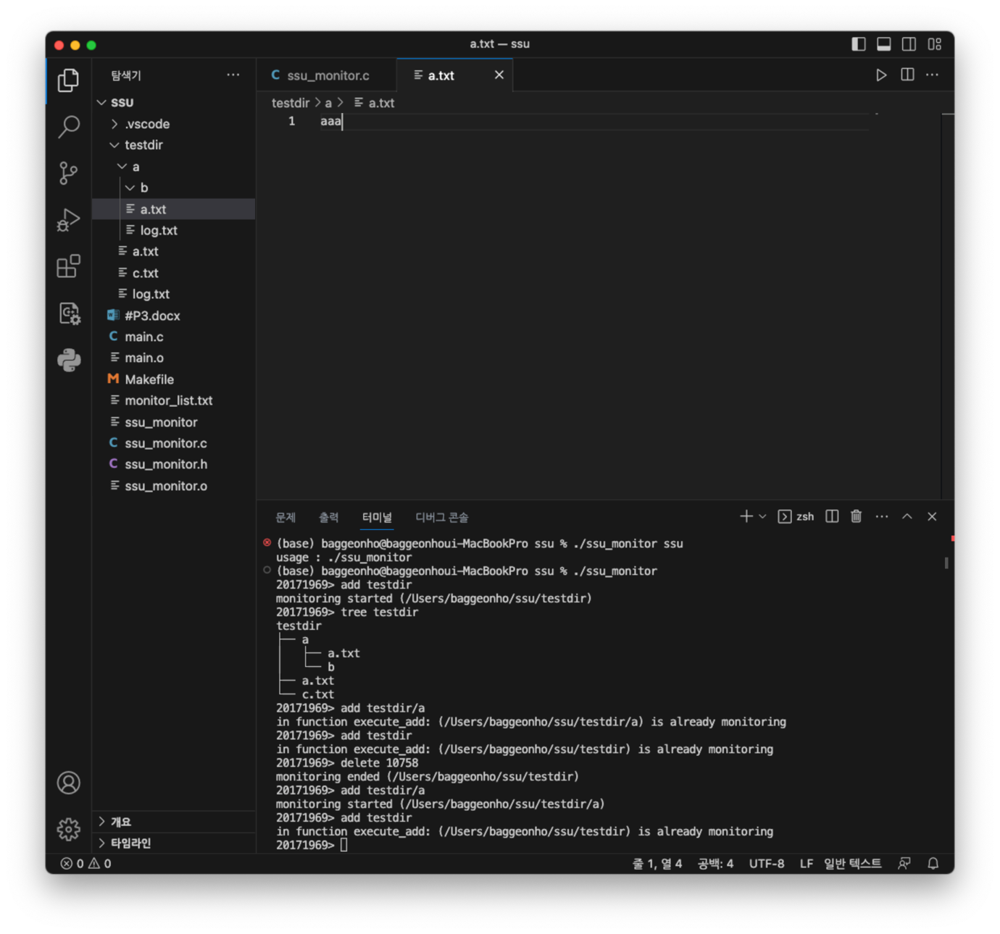 a.txt — ssu
탐색기
SSU
.vscode
testdir
a
b
a.txt
log.txt
a.txt
c.txt
log.txt
#P3.docx
main.c
main.o
Makefile
monitor_list.txt
ssu_monitor
ssu_monitor.c
ssu_monitor.h
ssu_monitor.o
개요
타임라인
ssu_monitor.c
a.txt
testdir > a > a.txt
1 aaa
문제 출력 터미널 디버그 콘솔
zsh
(base) baggeonho@baggeonhoui-MacBookPro ssu % ./ssu_monitor ssu
usage : ./ssu_monitor
(base) baggeonho@baggeonhoui-MacBookPro ssu % ./ssu_monitor
20171969> add testdir
monitoring started (/Users/baggeonho/ssu/testdir)
20171969> tree testdir
testdir
├── a
│   ├── a.txt
│   └── b
├── a.txt
└── c.txt
20171969> add testdir/a
in function execute_add: (/Users/baggeonho/ssu/testdir/a) is already monitoring
20171969> add testdir
in function execute_add: (/Users/baggeonho/ssu/testdir) is already monitoring
20171969> delete 10758
monitoring ended (/Users/baggeonho/ssu/testdir)
20171969> add testdir/a
monitoring started (/Users/baggeonho/ssu/testdir/a)
20171969> add testdir
in function execute_add: (/Users/baggeonho/ssu/testdir) is already monitoring
20171969>
0 0
줄 1, 열 4 공백: 4 UTF-8 LF 일반 텍스트